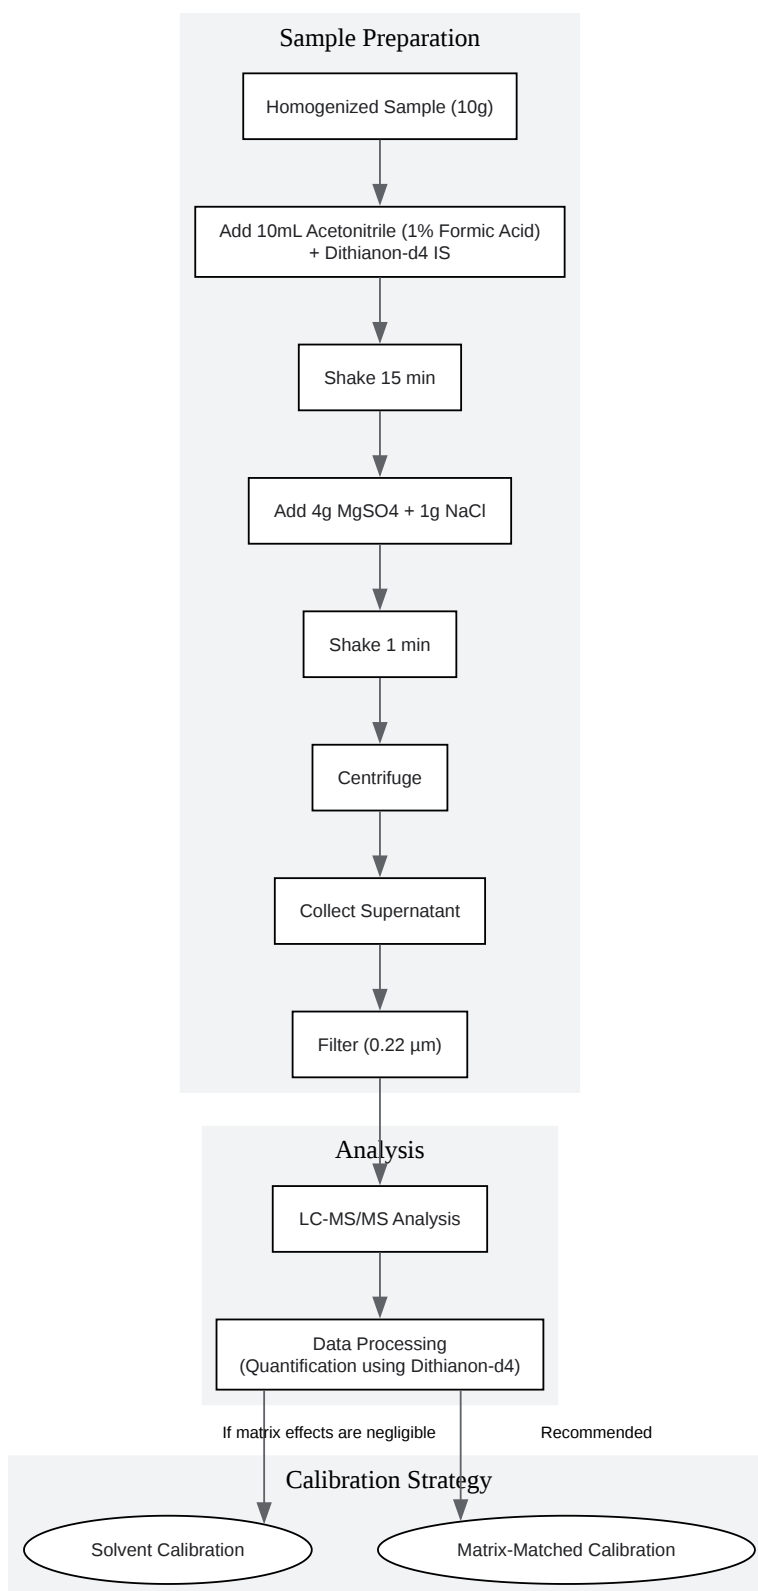 Sample Preparation
Homogenized Sample (10g)
Add 10mL Acetonitrile (1% Formic Acid)
+ Dithianon-d4 IS
Shake 15 min
Add 4g MgSO4 + 1g NaCl
Shake 1 min
Centrifuge
Collect Supernatant
Filter (0.22 µm)
Analysis
LC-MS/MS Analysis
Data Processing
(Quantification using Dithianon-d4)
If matrix effects are negligible
Recommended
Calibration Strategy
Solvent Calibration
Matrix-Matched Calibration